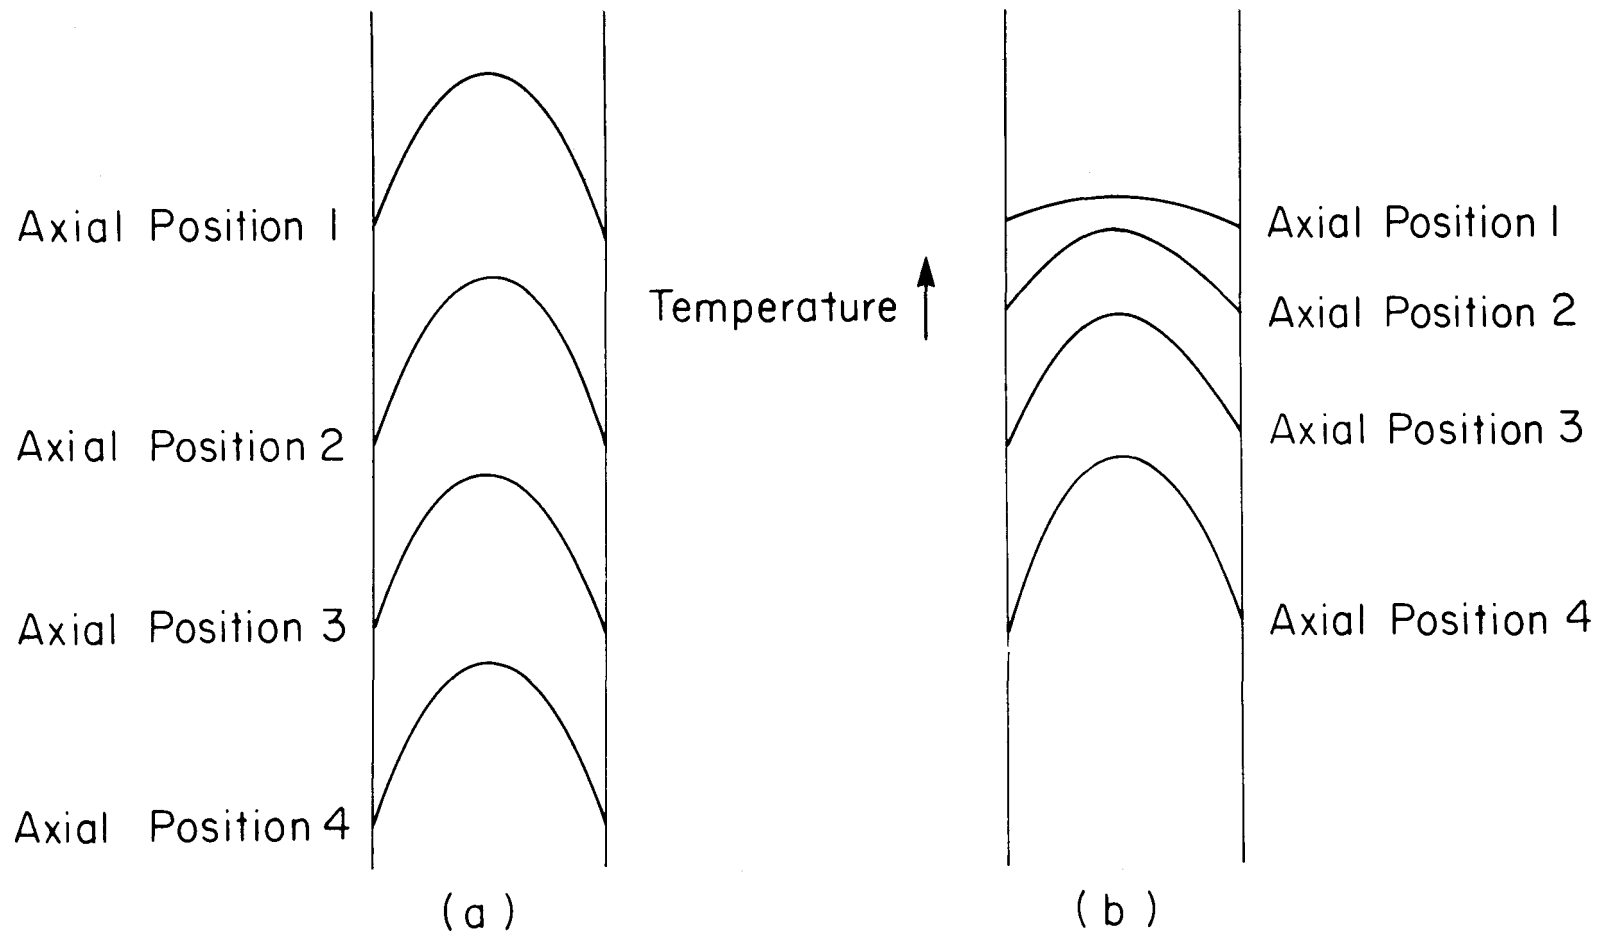 Axial Position 1
Axial Position 2
Axial Position 3
Axial Position 4
(a)
Temperature
Axial Position 1
Axial Position 2
Axial Position 3
Axial Position 4
(b)